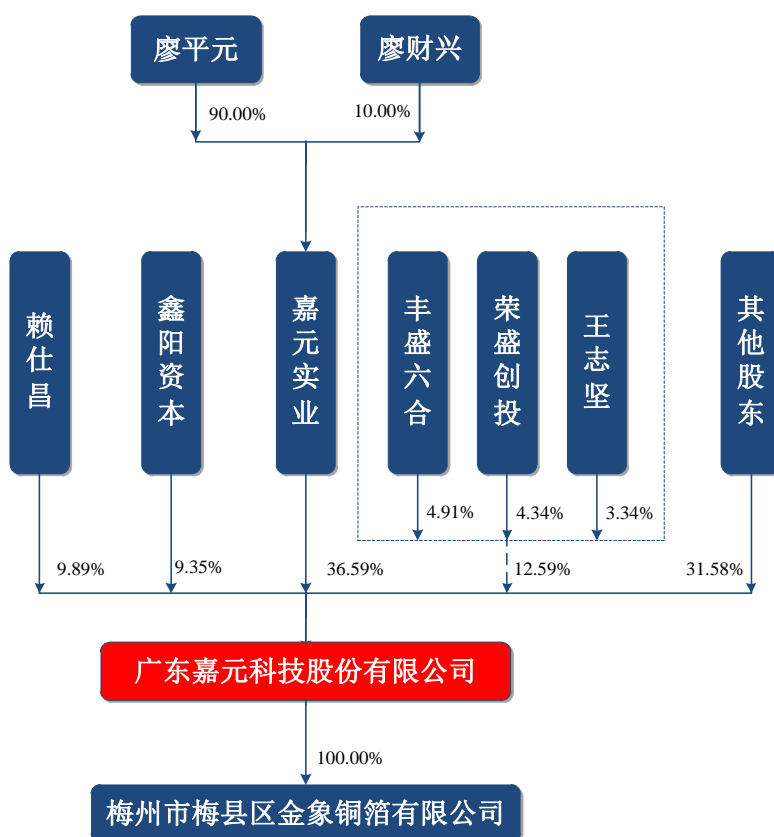 廖平元
廖财兴
90.00%
10.00%
赖仕昌
鑫阳资本
嘉元实业
丰盛六合
荣盛创投
王志坚
其他股东
4.91%
4.34%
3.34%
9.89%
9.35%
36.59%
12.59%
31.58%
广东嘉元科技股份有限公司
100.00%
梅州市梅县区金象铜箔有限公司